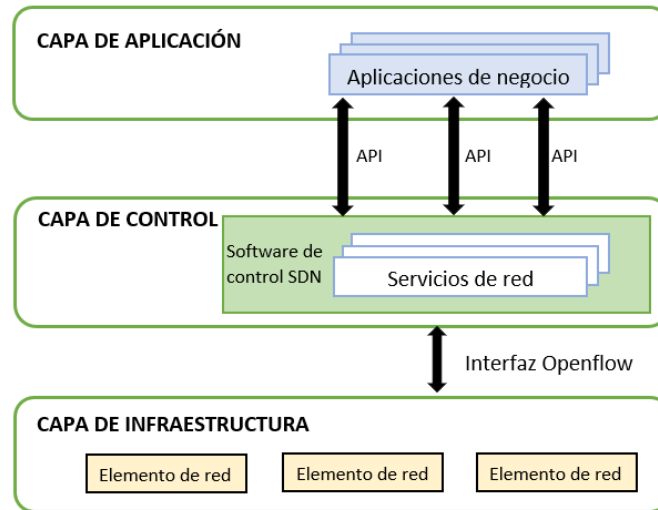 CAPA DE APLICACIÓN
Aplicaciones de negocio
API
API
API
CAPA DE CONTROL
Software de
control SDN
Servicios de red
Interfaz Openflow
CAPA DE INFRAESTRUCTURA
Elemento de red
Elemento de red
Elemento de red